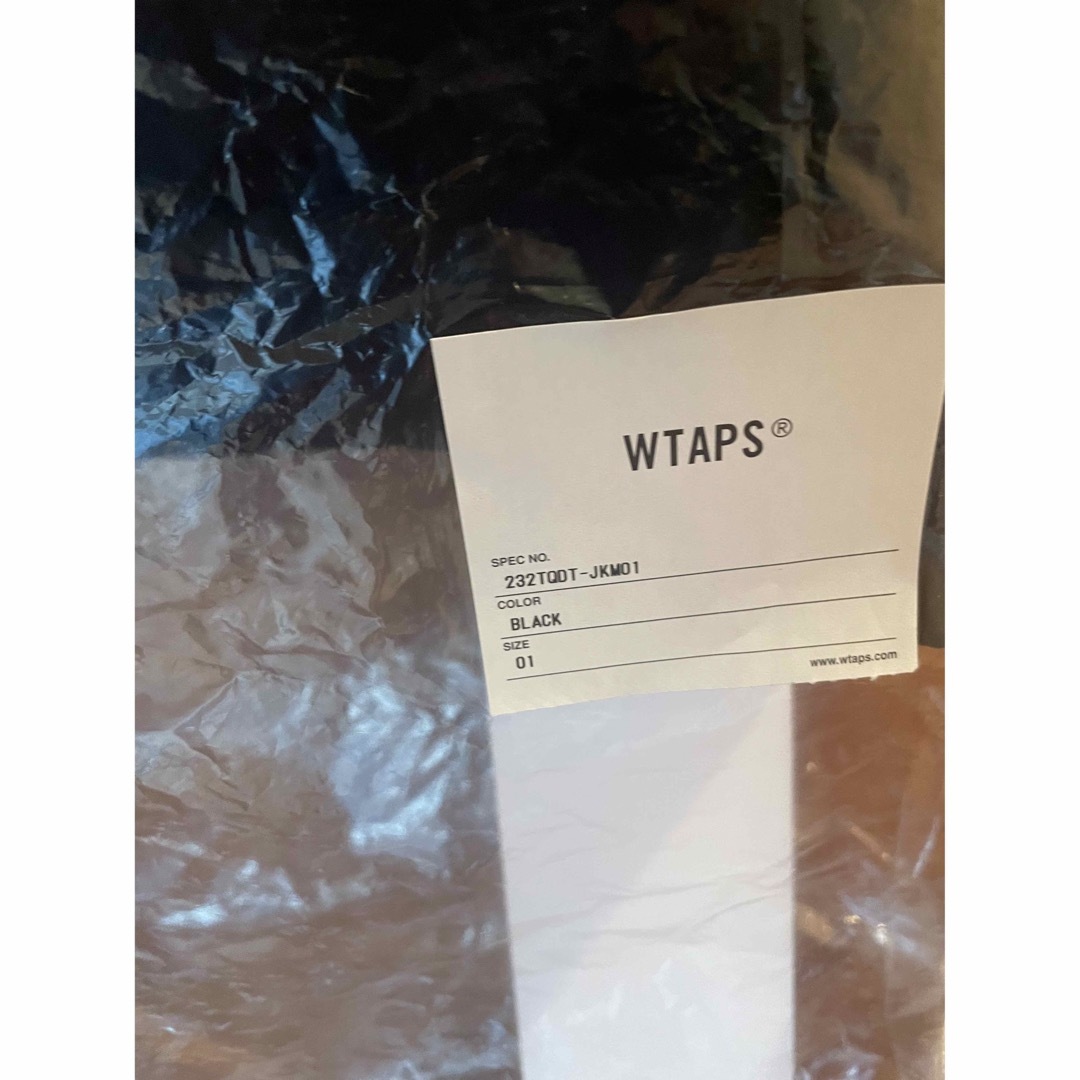 WTAPS®
SPEC NO.
232TQDT-JKM01
COLOR
BLACK
SIZE
01
www.wtaps.com